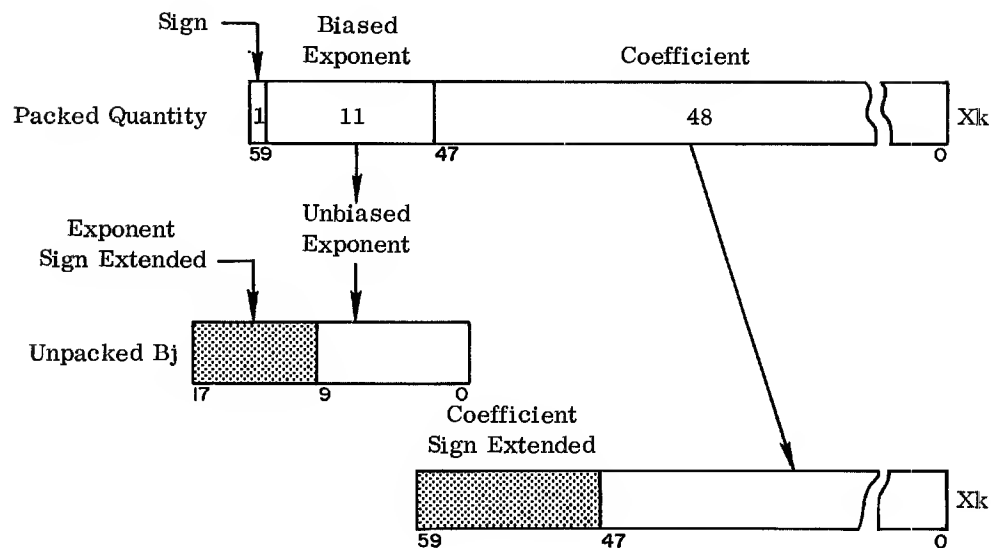 Sign
Biased
Exponent
Coefficient
Packed Quantity
1
11
48
Xk
59
47
0
Exponent
Sign Extended
Unbiased
Exponent
Unpacked Bj
17
9
0
Coefficient
Sign Extended
Xk
59
47
0